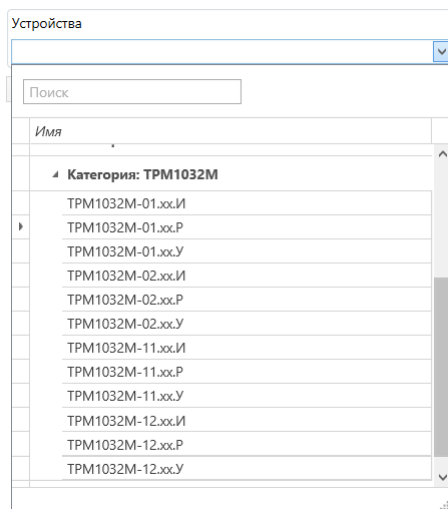 Устройства
Поиск
Имя
Категория: ТРМ1032М
ТРМ1032М-01.хх.И
ТРМ1032М-01.хх.Р
ТРМ1032М-01.хх.У
ТРМ1032М-02.хх.И
ТРМ1032М-02.хх.Р
ТРМ1032М-02.хх.У
ТРМ1032М-11.хх.И
ТРМ1032М-11.хх.Р
ТРМ1032М-11.хх.У
ТРМ1032М-12.хх.И
ТРМ1032М-12.хх.Р
ТРМ1032М-12.хх.У